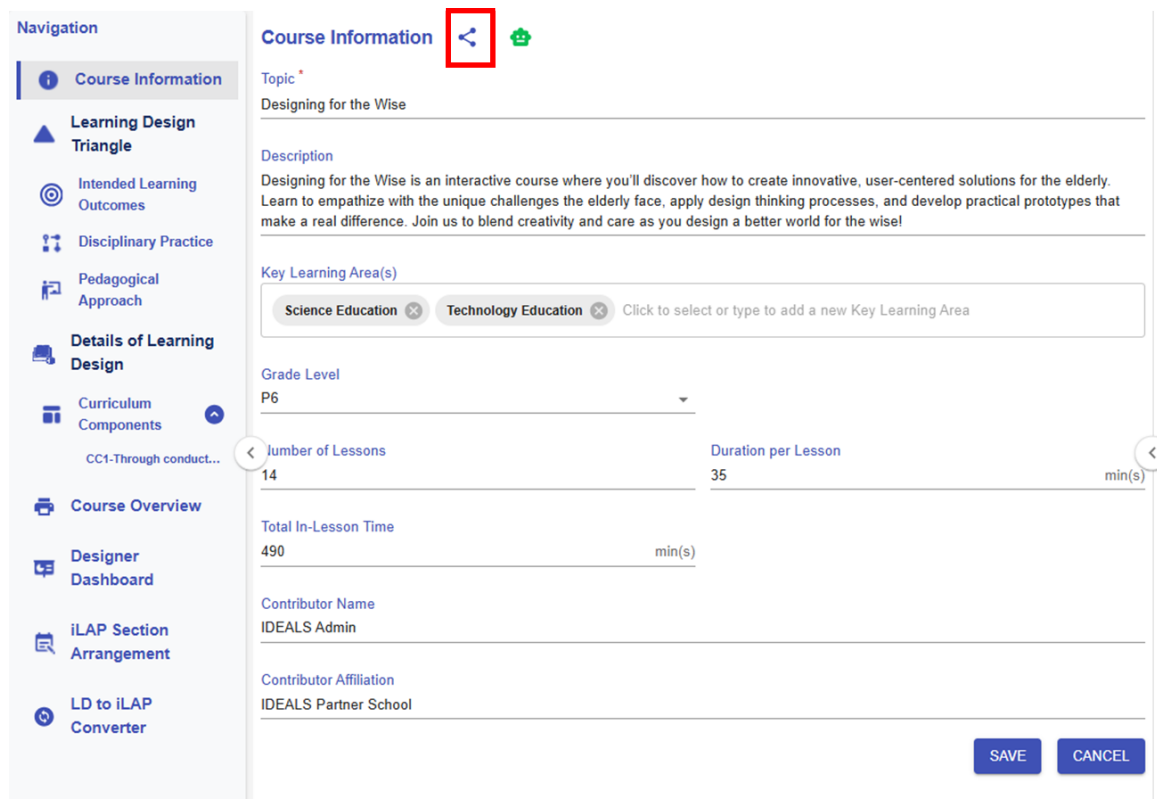 Navigation
Course Information
Learning Design
Triangle
Intended Learning
Outcomes
Disciplinary Practice
Pedagogical
Approach
Details of Learning
Design
Curriculum
Components
CC1-Through conduct...
Course Overview
Designer
Dashboard
iLAP Section
Arrangement
LD to iLAP
Converter
Course Information
Topic *
Designing for the Wise
Description
Designing for the Wise is an interactive course where you'll discover how to create innovative, user-centered solutions for the elderly.
Learn to empathize with the unique challenges the elderly face, apply design thinking processes, and develop practical prototypes that
make a real difference. Join us to blend creativity and care as you design a better world for the wise!
Key Learning Area(s)
Science Education Technology Education Click to select or type to add a new Key Learning Area
Grade Level
P6
Number of Lessons Duration per Lesson
14 35 min(s)
Total In-Lesson Time
490 min(s)
Contributor Name
IDEALS Admin
Contributor Affiliation
IDEALS Partner School
SAVE CANCEL